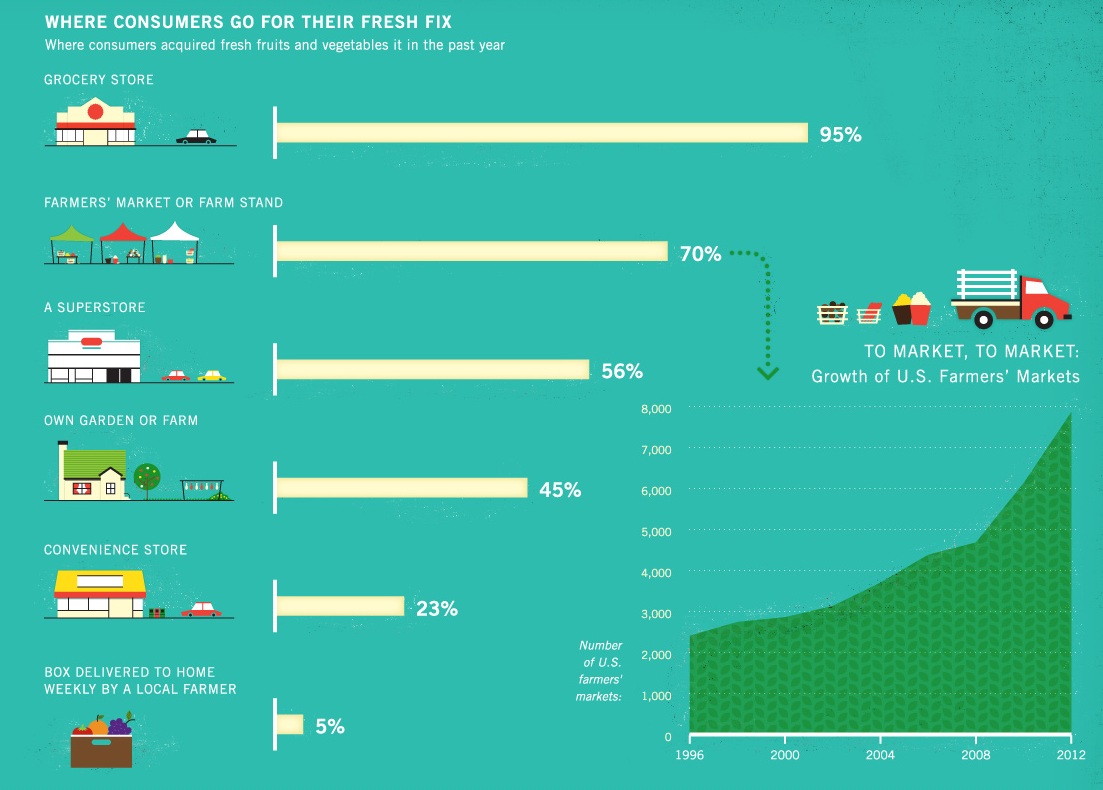 WHERE CONSUMERS GO FOR THEIR FRESH FIX
Where consumers acquired fresh fruits and vegetables it in the past year
GROCERY STORE
95%
FARMERS' MARKET OR FARM STAND
70%
A SUPERSTORE
56%
OWN GARDEN OR FARM
45%
CONVENIENCE STORE
23%
BOX DELIVERED TO HOME
WEEKLY BY A LOCAL FARMER
5%
TO MARKET, TO MARKET:
Growth of U.S. Farmers' Markets
8,000
7,000
6,000
5,000
4,000
3,000
2,000
1,000
0
Number
of U.S.
farmers'
markets:
1996
2000
2004
2008
2012